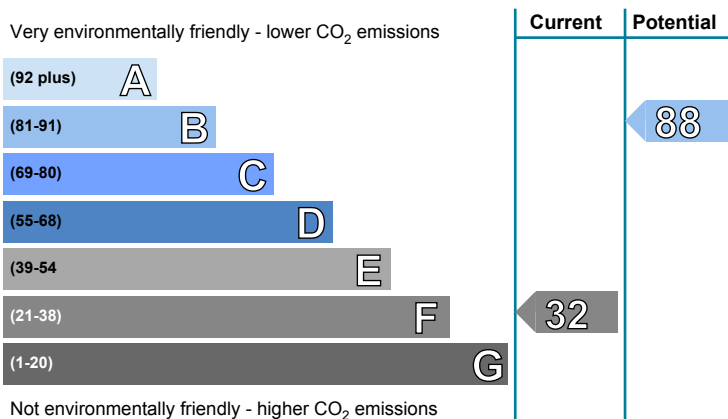 Current Potential
Very environmentally friendly - lower CO2 emissions
(92 plus) A
(81-91) B 88
(69-80) C
(55-68) D
(39-54 E
(21-38) F 32
(1-20) G
Not environmentally friendly - higher CO2 emissions